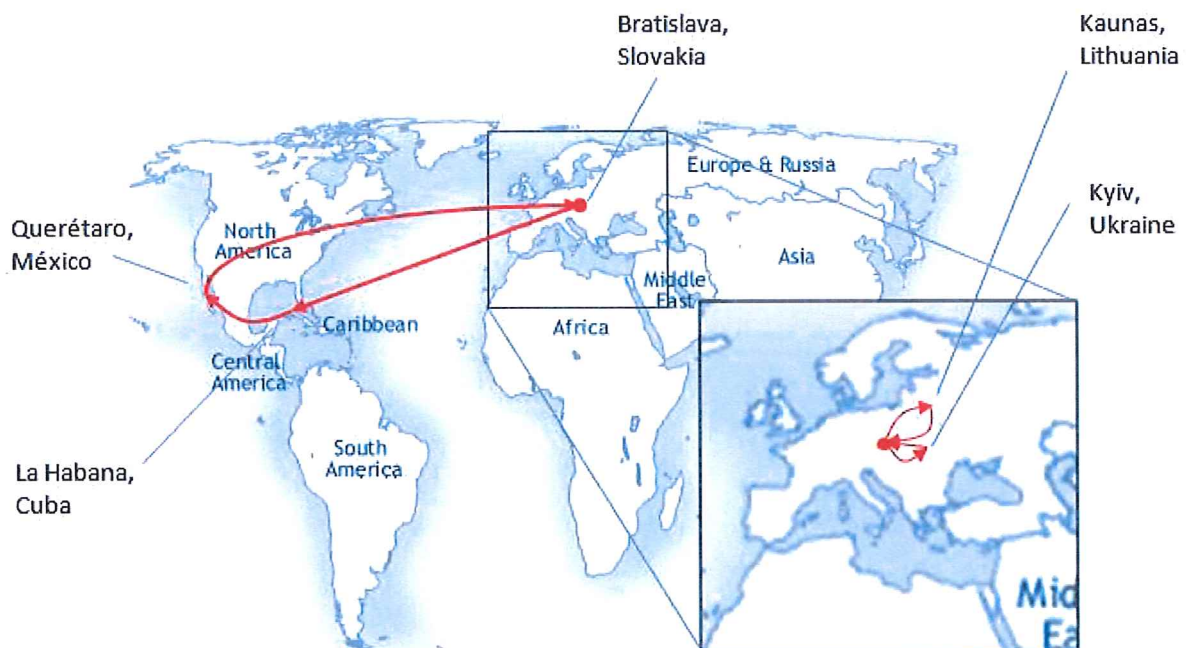 Bratislava,
Slovakia
Kaunas,
Lithuania
Europe & Russia
Kyiv,
Ukraine
Querétaro,
México
North
America
Asia
Middle
East
Caribbean
Africa
Central
America
South
America
La Habana,
Cuba
Mid
Ea